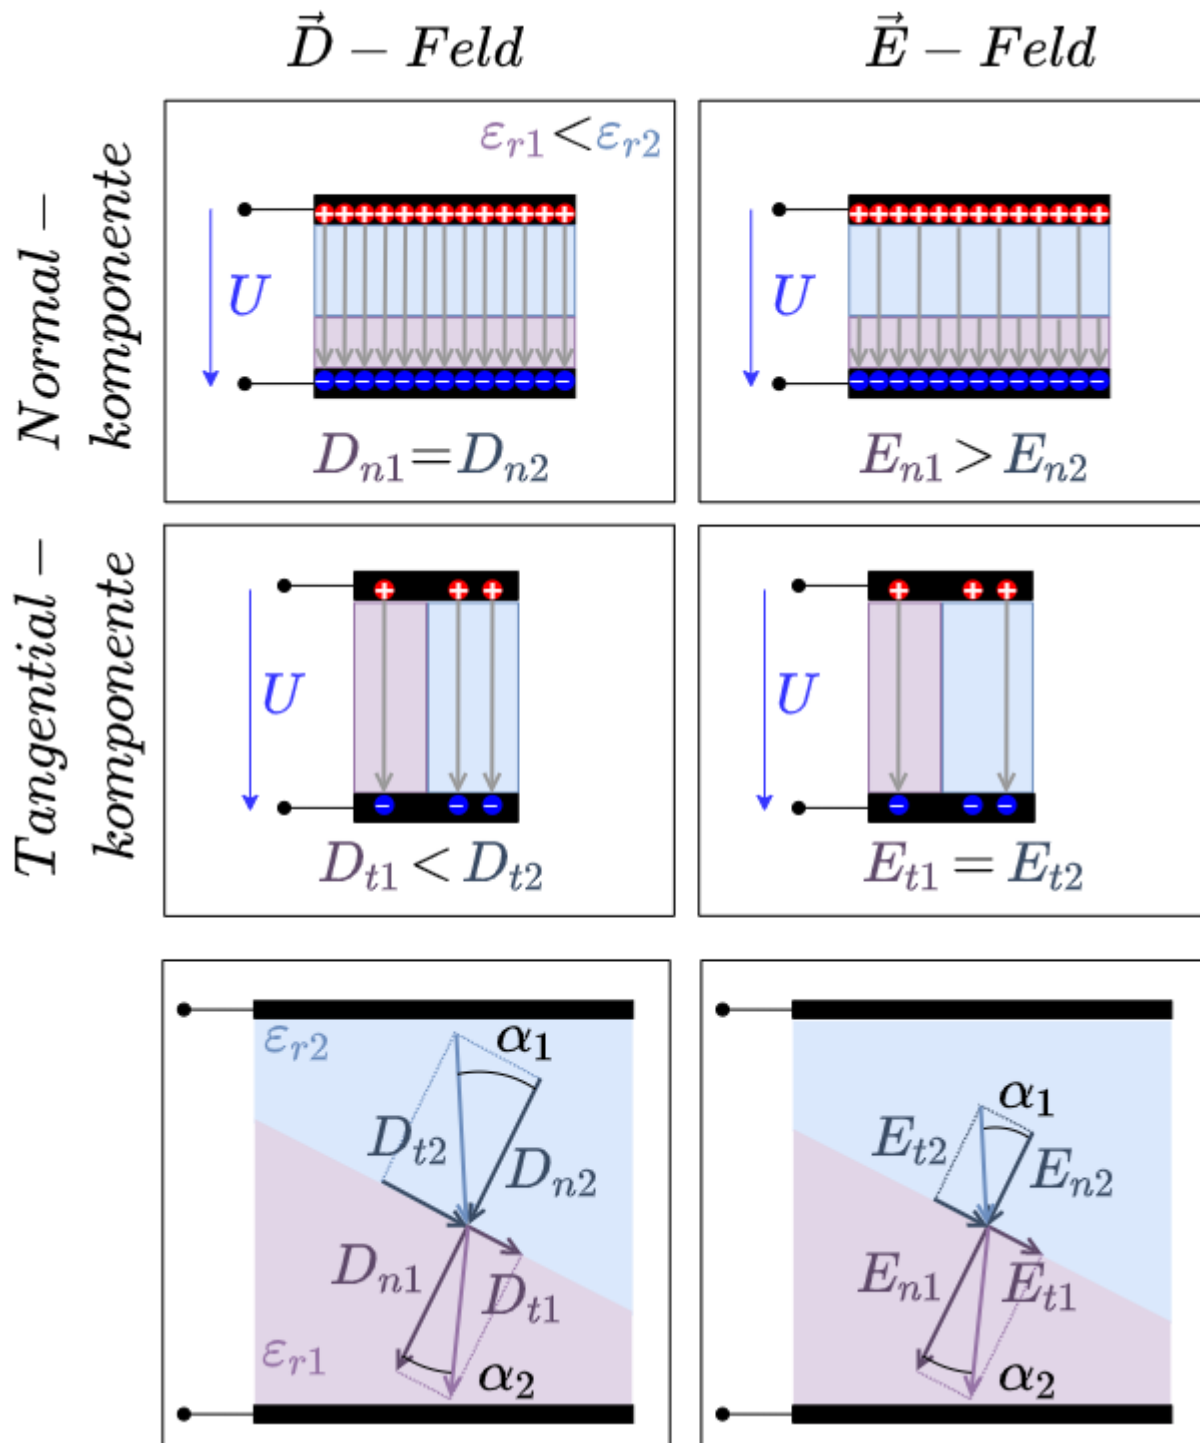 D⃗ – Feld
E⃗ – Feld
Normal –
komponente
εr1 < εr2
U
Dn1 = Dn2
U
En1 > En2
Tangential –
komponente
U
Dt1 < Dt2
U
Et1 = Et2
εr2
α1
Dt2
Dn2
Dn1
Dt1
εr1
α2
α1
Et2
En2
En1
Et1
α2